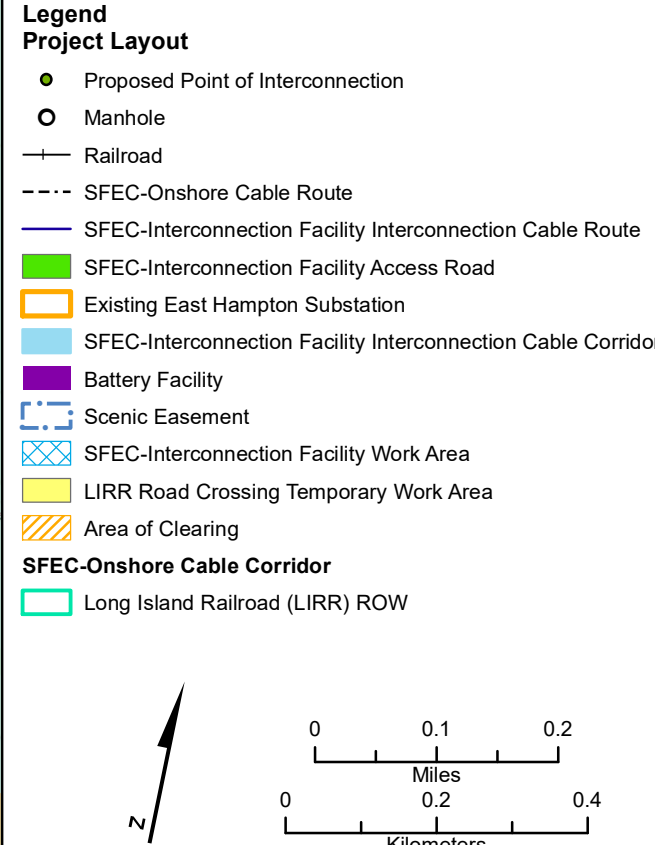 Legend
Project Layout
Proposed Point of Interconnection
Manhole
Railroad
SFEC-Onshore Cable Route
SFEC-Interconnection Facility Interconnection Cable Route
SFEC-Interconnection Facility Access Road
Existing East Hampton Substation
SFEC-Interconnection Facility Interconnection Cable Corridor
Battery Facility
Scenic Easement
SFEC-Interconnection Facility Work Area
LIRR Road Crossing Temporary Work Area
Area of Clearing
SFEC-Onshore Cable Corridor
Long Island Railroad (LIRR) ROW
0 0.1 0.2
Miles
0 0.2 0.4
Kilometers
N